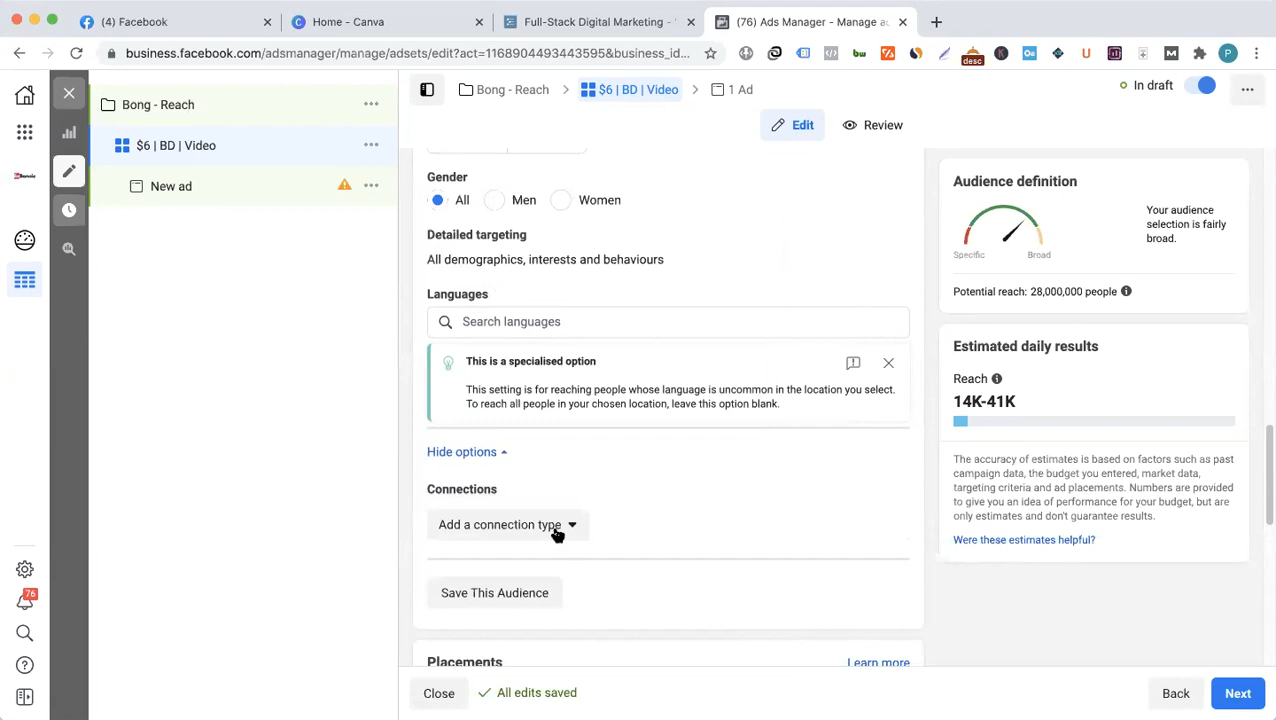 (4) Facebook
Home - Canva
Full-Stack Digital Marketing -
(76) Ads Manager - Manage a
business.facebook.com/adsmanager/manage/adsets/edit?act=1168904493443595&business_id...
desc
bw
Bong - Reach
$6 | BD | Video
New ad
Bong - Reach
$6 | BD | Video
1 Ad
In draft
Edit
Review
Gender
All
Men
Women
Detailed targeting
All demographics, interests and behaviours
Languages
Search languages
This is a specialised option
This setting is for reaching people whose language is uncommon in the location you select.
To reach all people in your chosen location, leave this option blank.
Hide options
Connections
Add a connection type
Save This Audience
Placements
Learn more
Audience definition
Your audience
selection is fairly
broad.
Specific
Broad
Potential reach: 28,000,000 people
Estimated daily results
Reach
14K-41K
The accuracy of estimates is based on factors such as past
campaign data, the budget you entered, market data,
targeting criteria and ad placements. Numbers are provided
to give you an idea of performance for your budget, but are
only estimates and don't guarantee results.
Were these estimates helpful?
76
Close
All edits saved
Back
Next